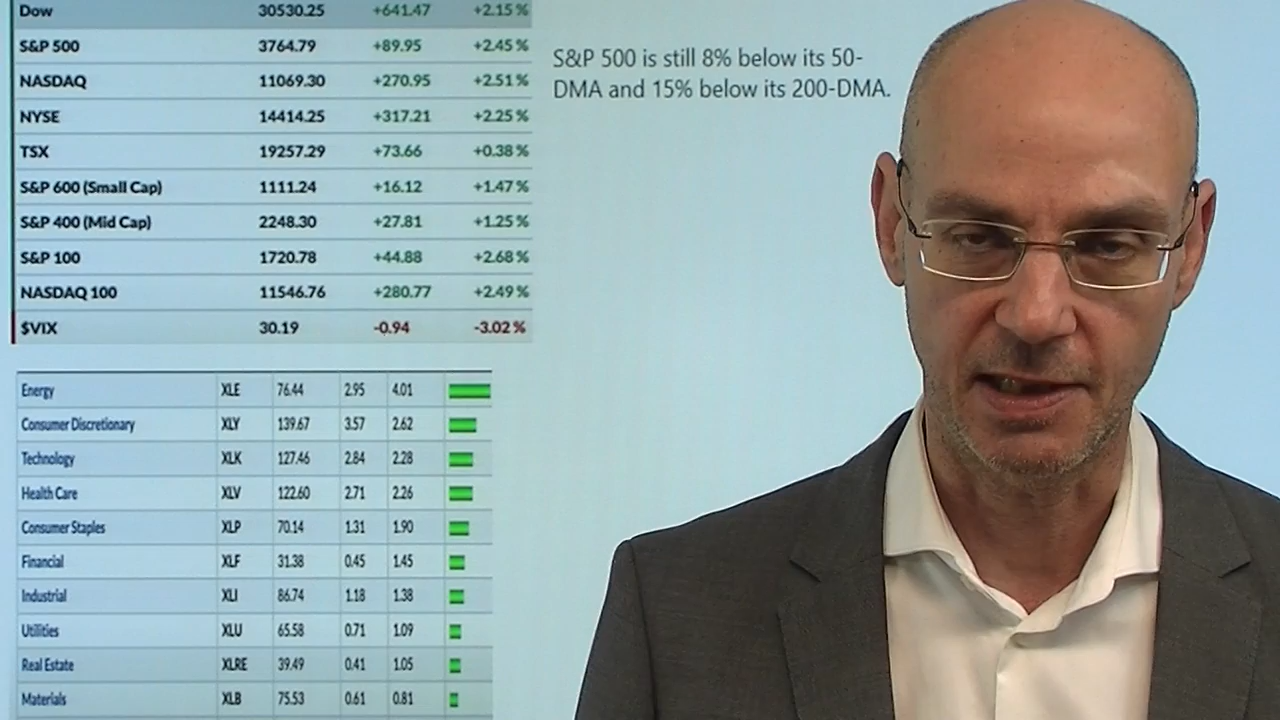 Dow 30530.25 +641.47 +2.15%
S&P 500 3764.79 +89.95 +2.45%
NASDAQ 11069.30 +270.95 +2.51%
NYSE 14414.25 +317.21 +2.25%
TSX 19257.29 +73.66 +0.38%
S&P 600 (Small Cap) 1111.24 +16.12 +1.47%
S&P 400 (Mid Cap) 2248.30 +27.81 +1.25%
S&P 100 1720.78 +44.88 +2.68%
NASDAQ 100 11546.76 +280.77 +2.49%
$VIX 30.19 -0.94 -3.02%
S&P 500 is still 8% below its 50-
DMA and 15% below its 200-DMA.
Energy XLE 76.44 2.95 4.01
Consumer Discretionary XLY 139.67 3.57 2.62
Technology XLK 127.46 2.84 2.28
Health Care XLV 122.60 2.71 2.26
Consumer Staples XLP 70.14 1.31 1.90
Financial XLF 31.38 0.45 1.45
Industrial XLI 86.74 1.18 1.38
Utilities XLU 65.58 0.71 1.09
Real Estate XLRE 39.49 0.41 1.05
Materials XLB 75.53 0.61 0.81